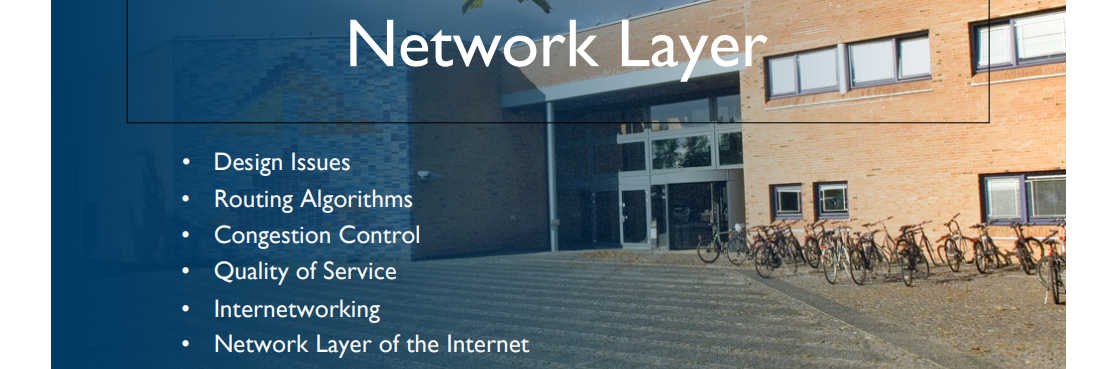 Network Layer
• Design Issues
• Routing Algorithms
• Congestion Control
• Quality of Service
• Internetworking
• Network Layer of the Internet